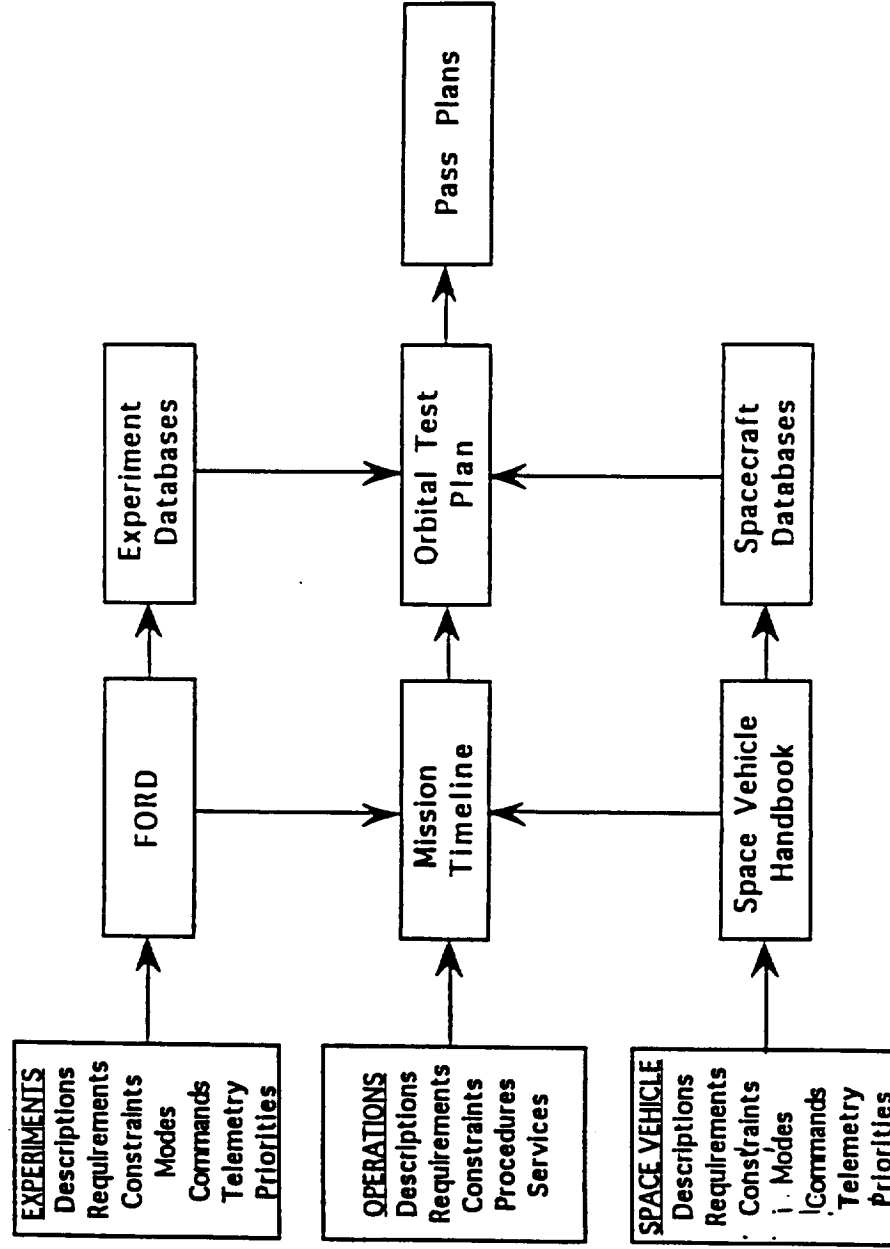 EXPERIMENTS
Descriptions
Requirements
Constraints
Modes
Commands
Telemetry
Priorities
FORD
Experiment
Databases
OPERATIONS
Descriptions
Requirements
Constraints
Procedures
Services
Mission
Timeline
Orbital Test
Plan
Pass Plans
SPACE VEHICLE
Descriptions
Requirements
Constraints
Modes
Commands
Telemetry
Priorities
Space Vehicle
Handbook
Spacecraft
Databases